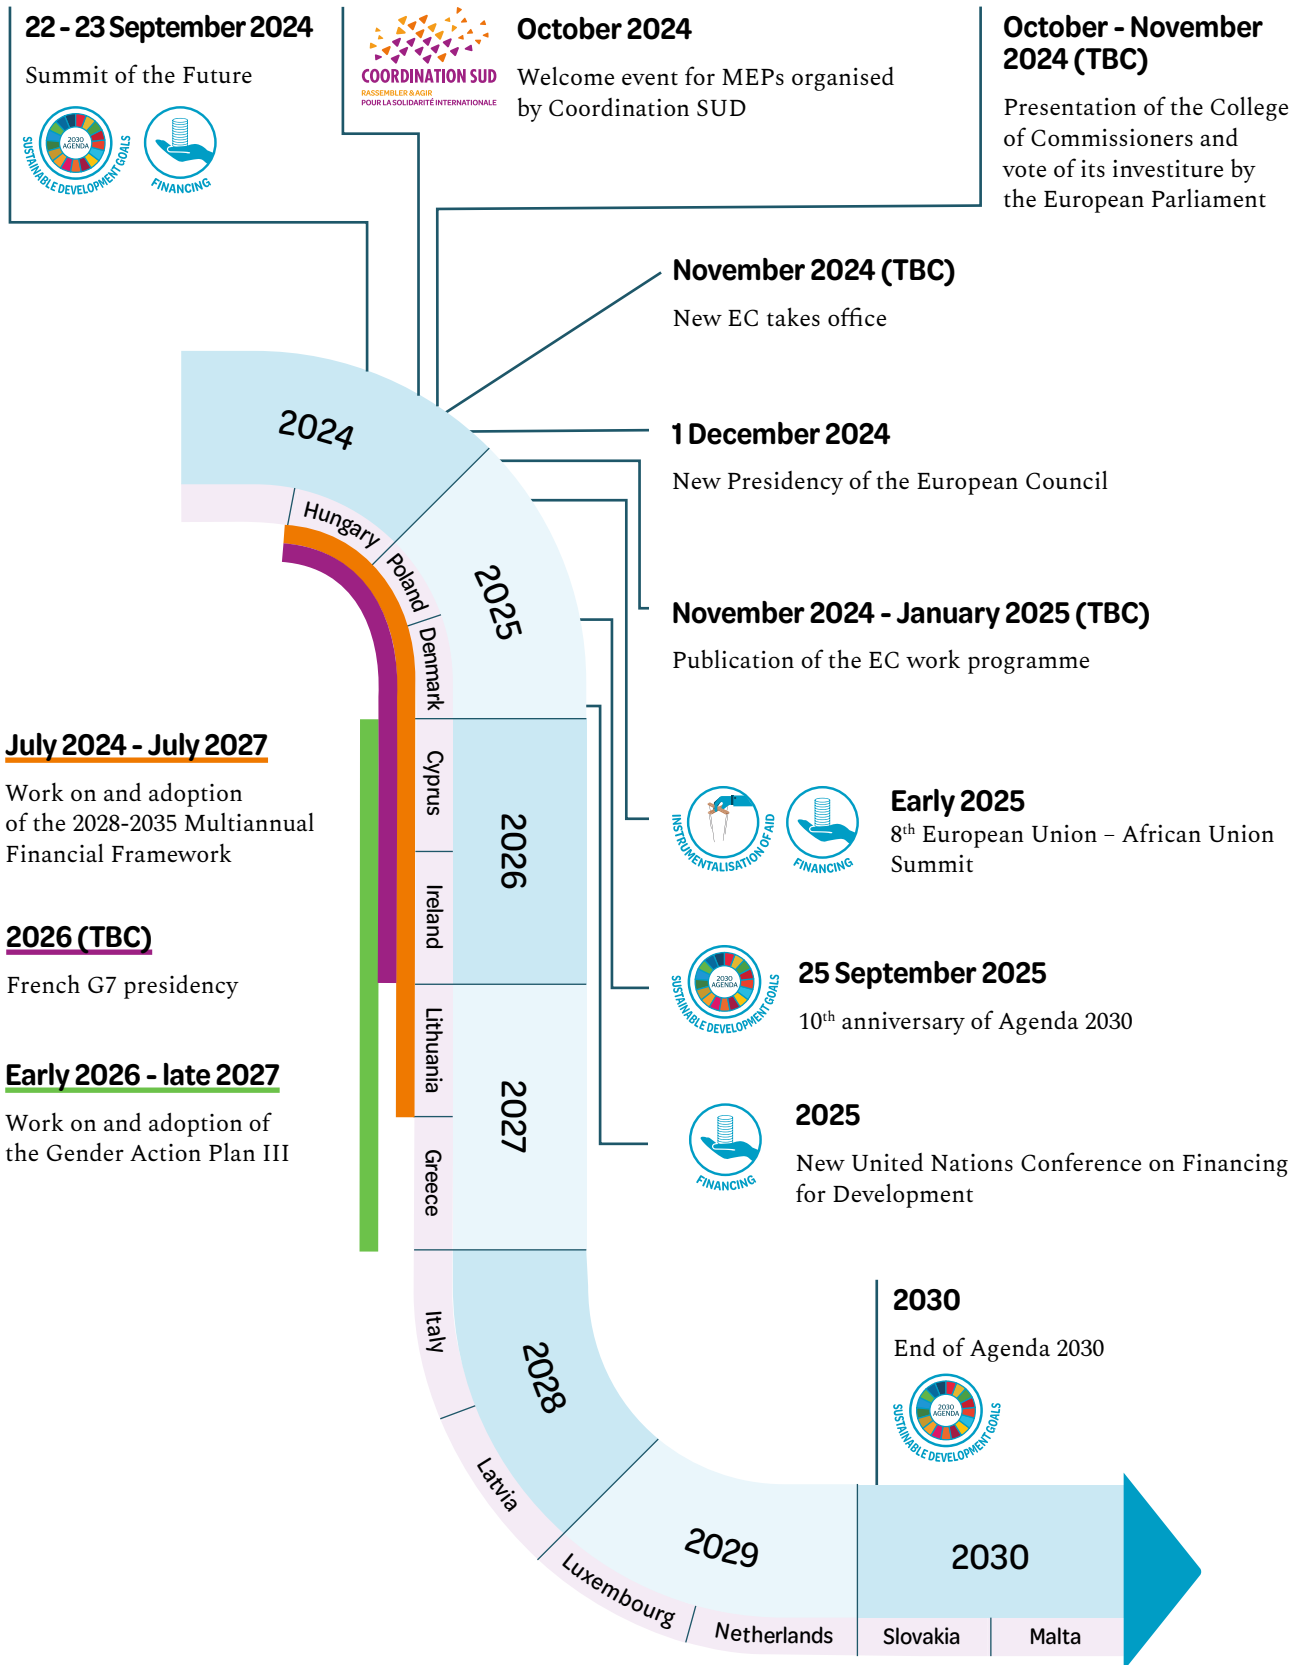 22 - 23 September 2024
Summit of the Future
2030
AGENDA
SUSTAINABLE DEVELOPMENT GOALS
FINANCING
COORDINATION SUD
RASSEMBLER & AGIR
POUR LA SOLIDARITÉ INTERNATIONALE
October 2024
Welcome event for MEPs organised
by Coordination SUD
October - November
2024 (TBC)
Presentation of the College
of Commissioners and
vote of its investiture by
the European Parliament
November 2024 (TBC)
New EC takes office
1 December 2024
New Presidency of the European Council
November 2024 - January 2025 (TBC)
Publication of the EC work programme
INSTRUMENTALISATION OF AID
FINANCING
Early 2025
8th European Union – African Union
Summit
2030
AGENDA
SUSTAINABLE DEVELOPMENT GOALS
25 September 2025
10th anniversary of Agenda 2030
FINANCING
2025
New United Nations Conference on Financing
for Development
2030
End of Agenda 2030
2030
AGENDA
SUSTAINABLE DEVELOPMENT GOALS
July 2024 - July 2027
Work on and adoption
of the 2028-2035 Multiannual
Financial Framework
2026 (TBC)
French G7 presidency
Early 2026 - late 2027
Work on and adoption of
the Gender Action Plan III
2024
Hungary
2025
Poland
Denmark
2026
Cyprus
Ireland
2027
Lithuania
Greece
2028
Italy
Latvia
2029
Luxembourg
Netherlands
2030
Slovakia
Malta